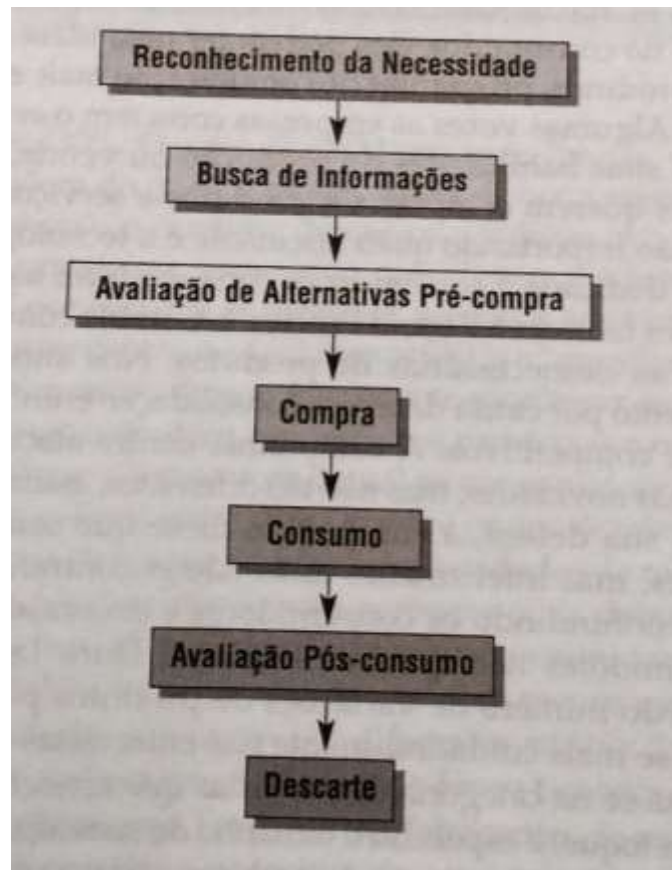 Reconhecimento da Necessidade
Busca de Informações
Avaliação de Alternativas Pré-compra
Compra
Consumo
Avaliação Pós-consumo
Descarte